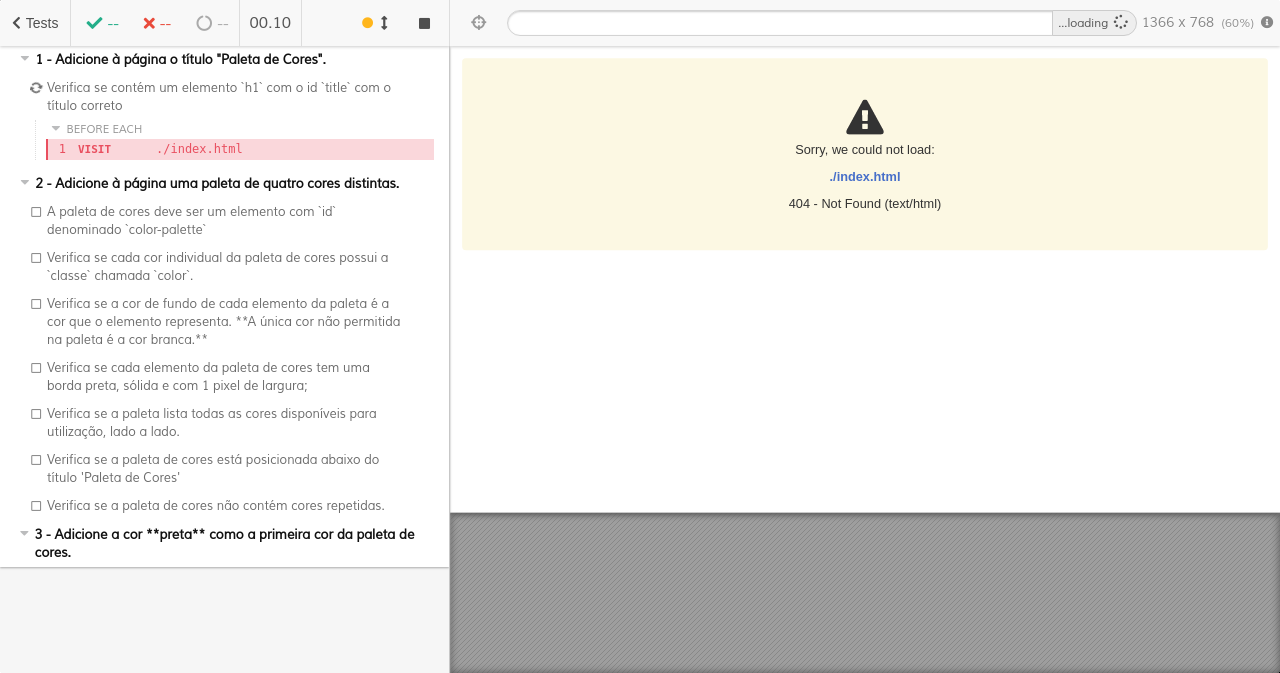 Tests
--
--
--
00.10
...loading
1366 x 768 (60%)
1 - Adicione à página o título "Paleta de Cores".
Verifica se contém um elemento `h1` com o id `title` com o
título correto
BEFORE EACH
1 VISIT ./index.html
2 - Adicione à página uma paleta de quatro cores distintas.
A paleta de cores deve ser um elemento com `id`
denominado `color-palette`
Verifica se cada cor individual da paleta de cores possui a
`classe` chamada `color`.
Verifica se a cor de fundo de cada elemento da paleta é a
cor que o elemento representa. **A única cor não permitida
na paleta é a cor branca.**
Verifica se cada elemento da paleta de cores tem uma
borda preta, sólida e com 1 pixel de largura;
Verifica se a paleta lista todas as cores disponíveis para
utilização, lado a lado.
Verifica se a paleta de cores está posicionada abaixo do
título 'Paleta de Cores'
Verifica se a paleta de cores não contém cores repetidas.
3 - Adicione a cor **preta** como a primeira cor da paleta de
cores.
Sorry, we could not load:
./index.html
404 - Not Found (text/html)